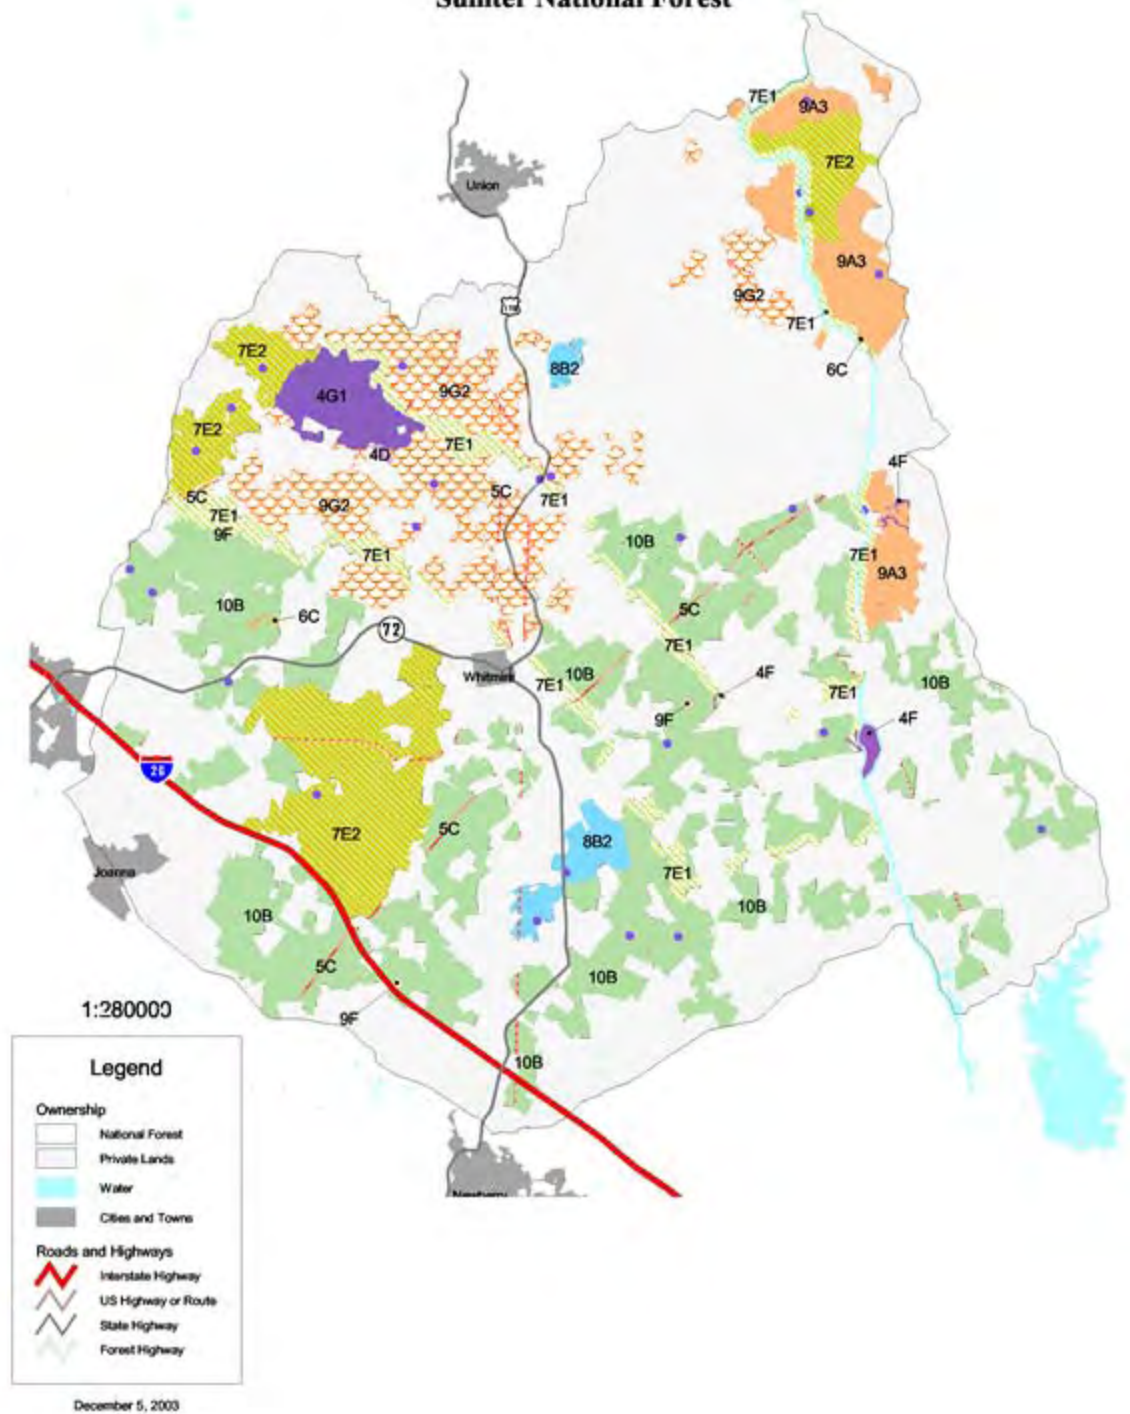 Sumter National Forest
7E1
9A3
7E2
Union
9A3
9G2
7E1
6C
7E2
8B2
4G1
9G2
7E2
7E1
4D
4F
5C
5C
7E1
9G2
7E1
9F
10B
7E1
7E1
9A3
10B
5C
6C
72
7E1
Whitmire
10B
4F
10B
7E1
7E1
9F
4F
26
7E2
5C
8B2
Joanna
7E1
10B
10B
5C
10B
1:280000
9F
10B
Legend
Ownership
National Forest
Private Lands
Water
Cities and Towns
Newberry
Roads and Highways
Interstate Highway
US Highway or Route
State Highway
Forest Highway
December 5, 2003